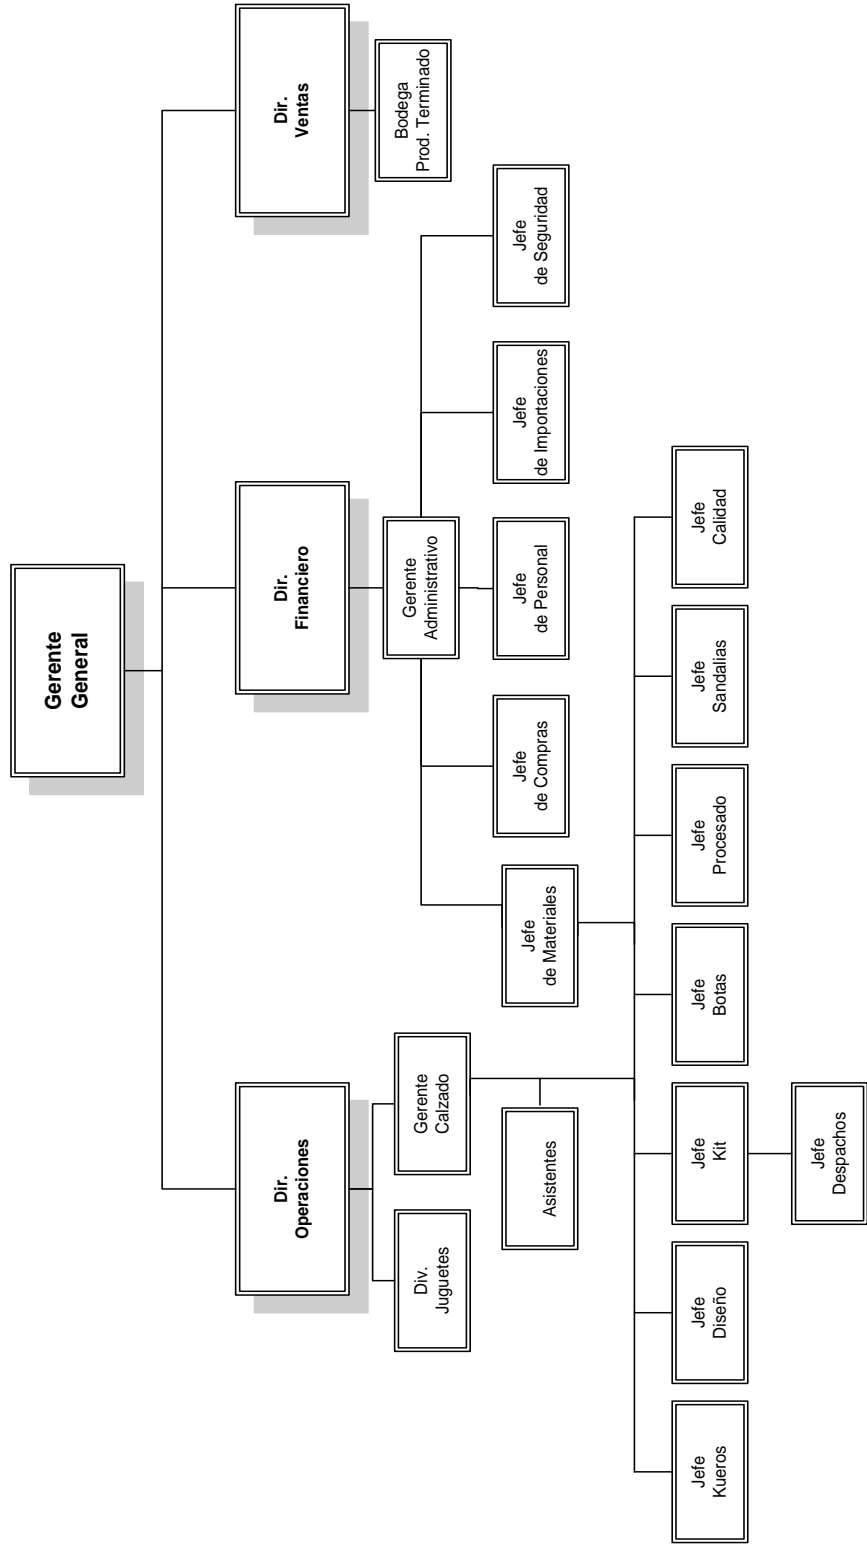 Gerente
General
Dir.
Operaciones
Dir.
Financiero
Dir.
Ventas
Div.
Juguetes
Gerente
Calzado
Gerente
Administrativo
Bodega
Prod. Terminado
Asistentes
Jefe
de Materiales
Jefe
de Compras
Jefe
de Personal
Jefe
de Importaciones
Jefe
de Seguridad
Jefe
Kueros
Jefe
Diseño
Jefe
Kit
Jefe
Botas
Jefe
Procesado
Jefe
Sandalias
Jefe
Calidad
Jefe
Despachos